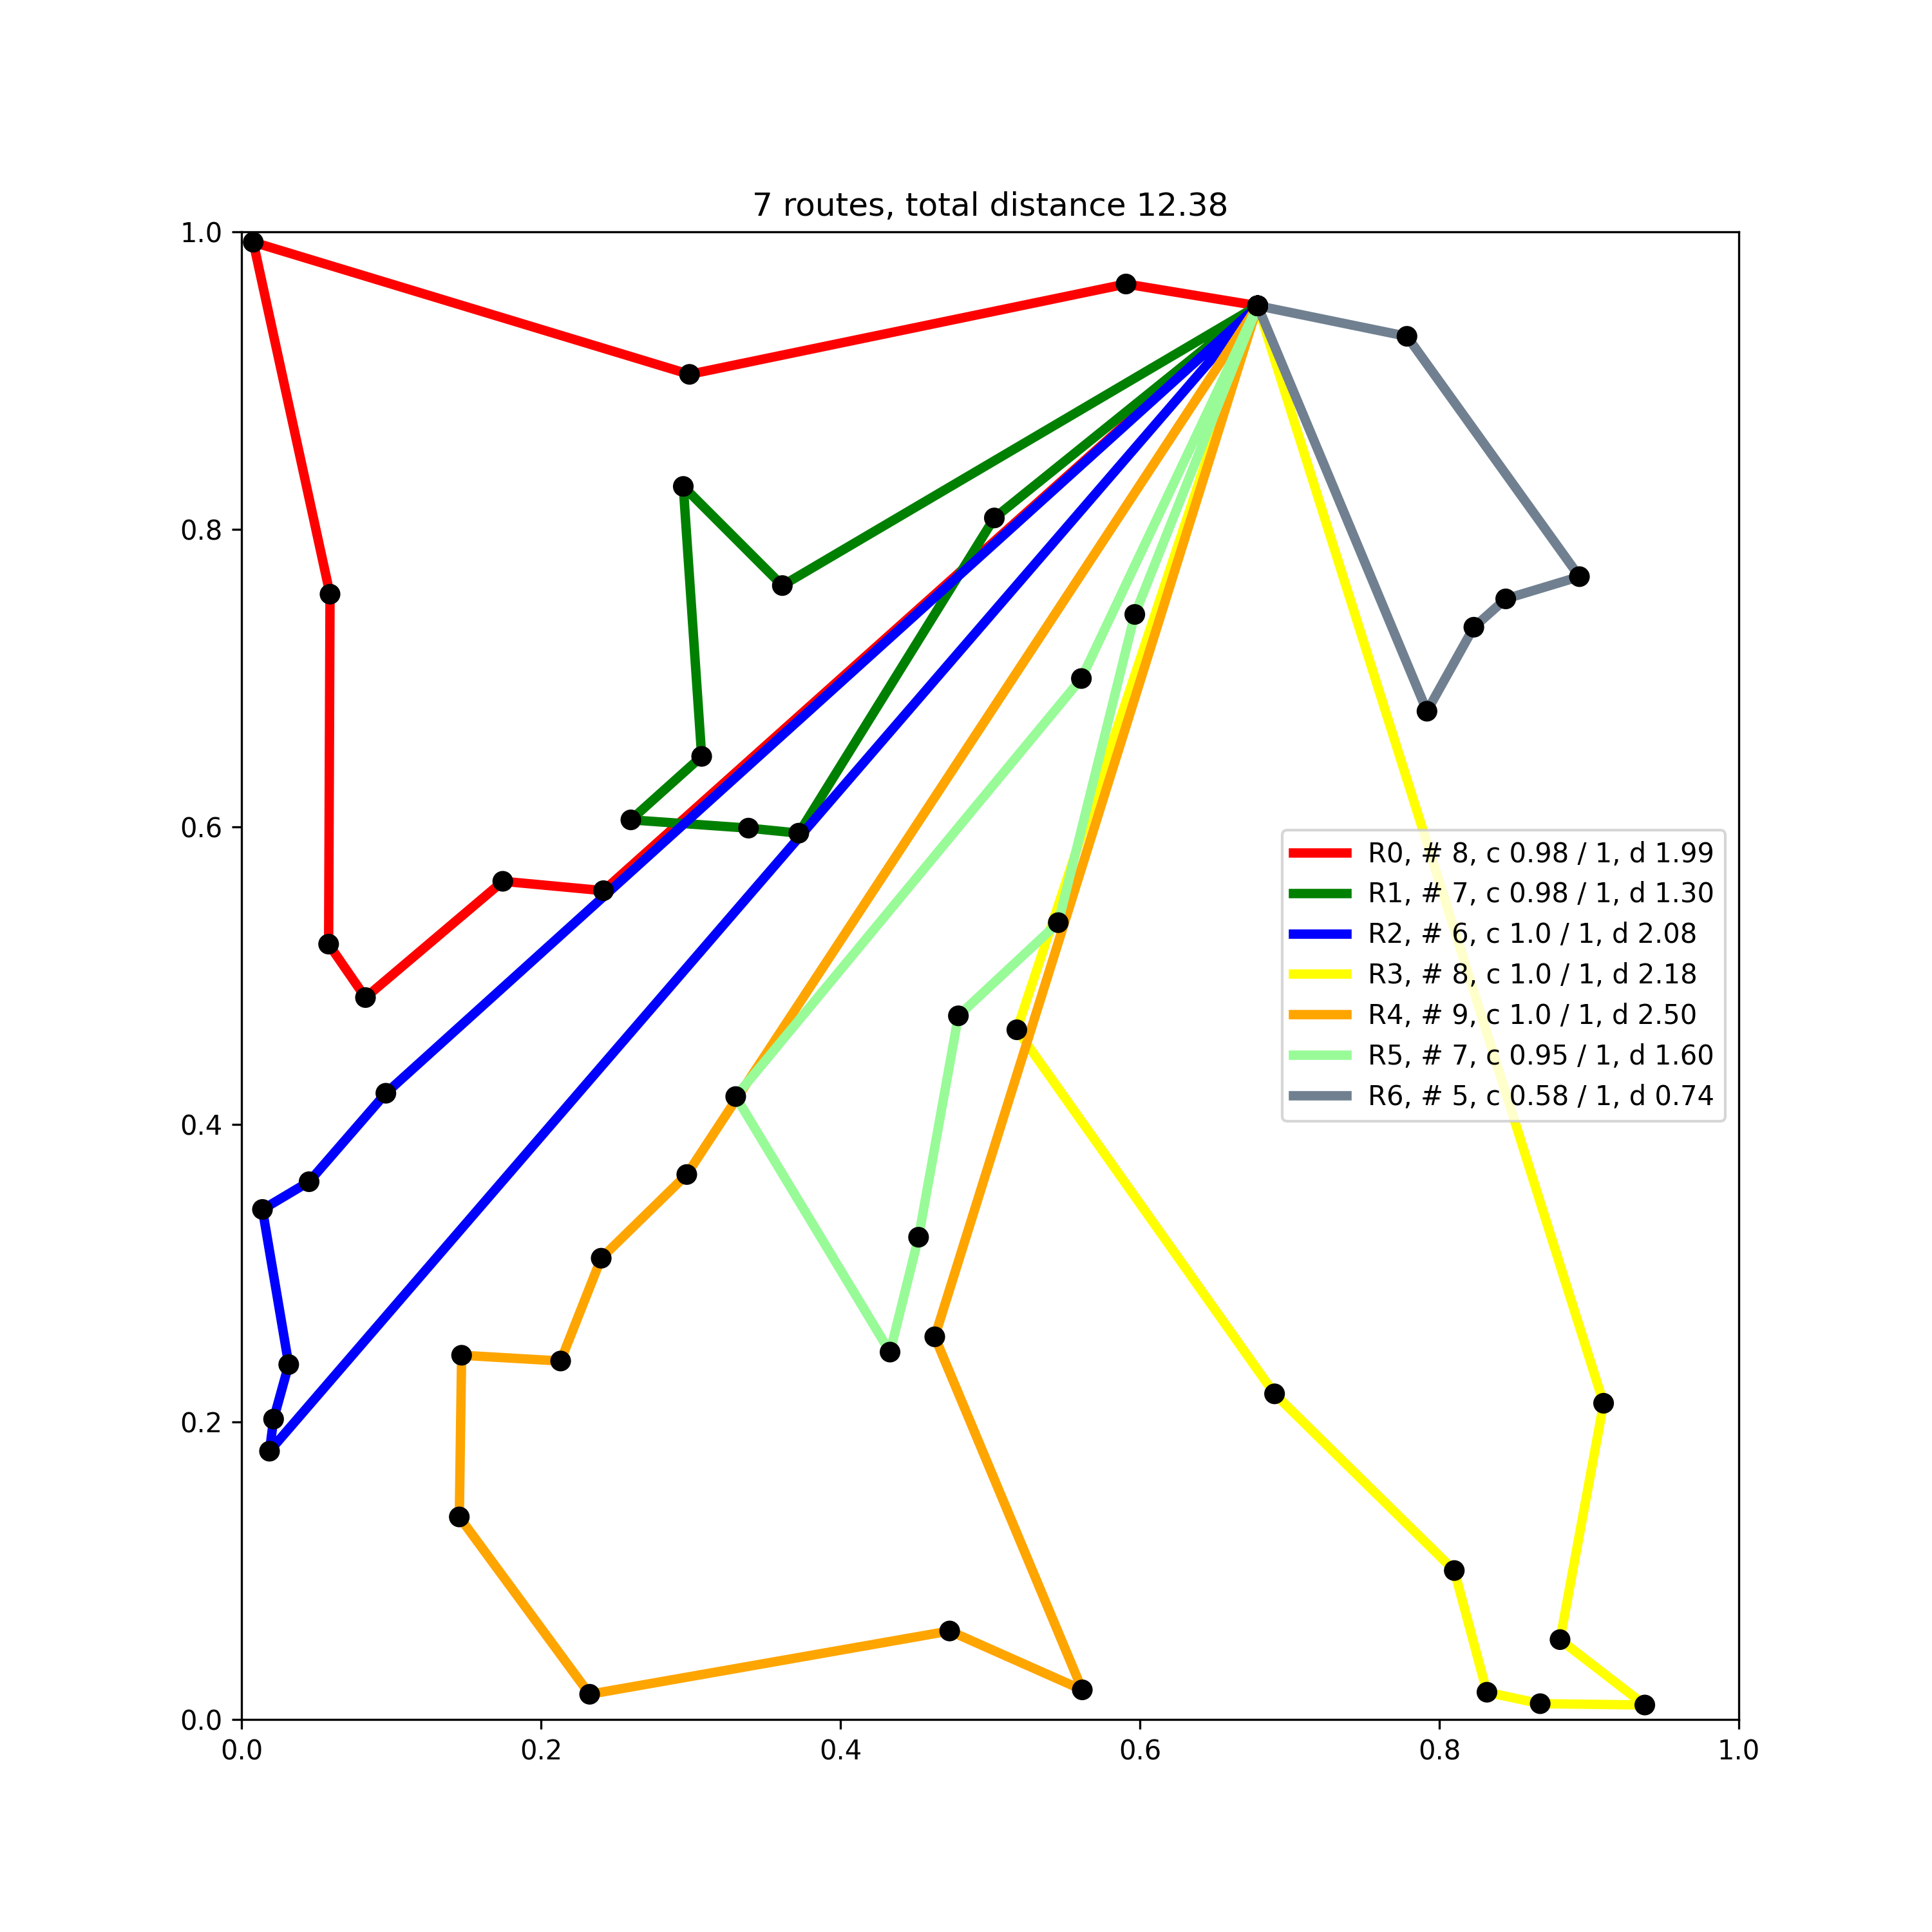 7 routes, total distance 12.38
1.0
0.8
0.6
0.4
0.2
0.0
0.0 0.2 0.4 0.6 0.8 1.0
R0, # 8, c 0.98 / 1, d 1.99
R1, # 7, c 0.98 / 1, d 1.30
R2, # 6, c 1.0 / 1, d 2.08
R3, # 8, c 1.0 / 1, d 2.18
R4, # 9, c 1.0 / 1, d 2.50
R5, # 7, c 0.95 / 1, d 1.60
R6, # 5, c 0.58 / 1, d 0.74